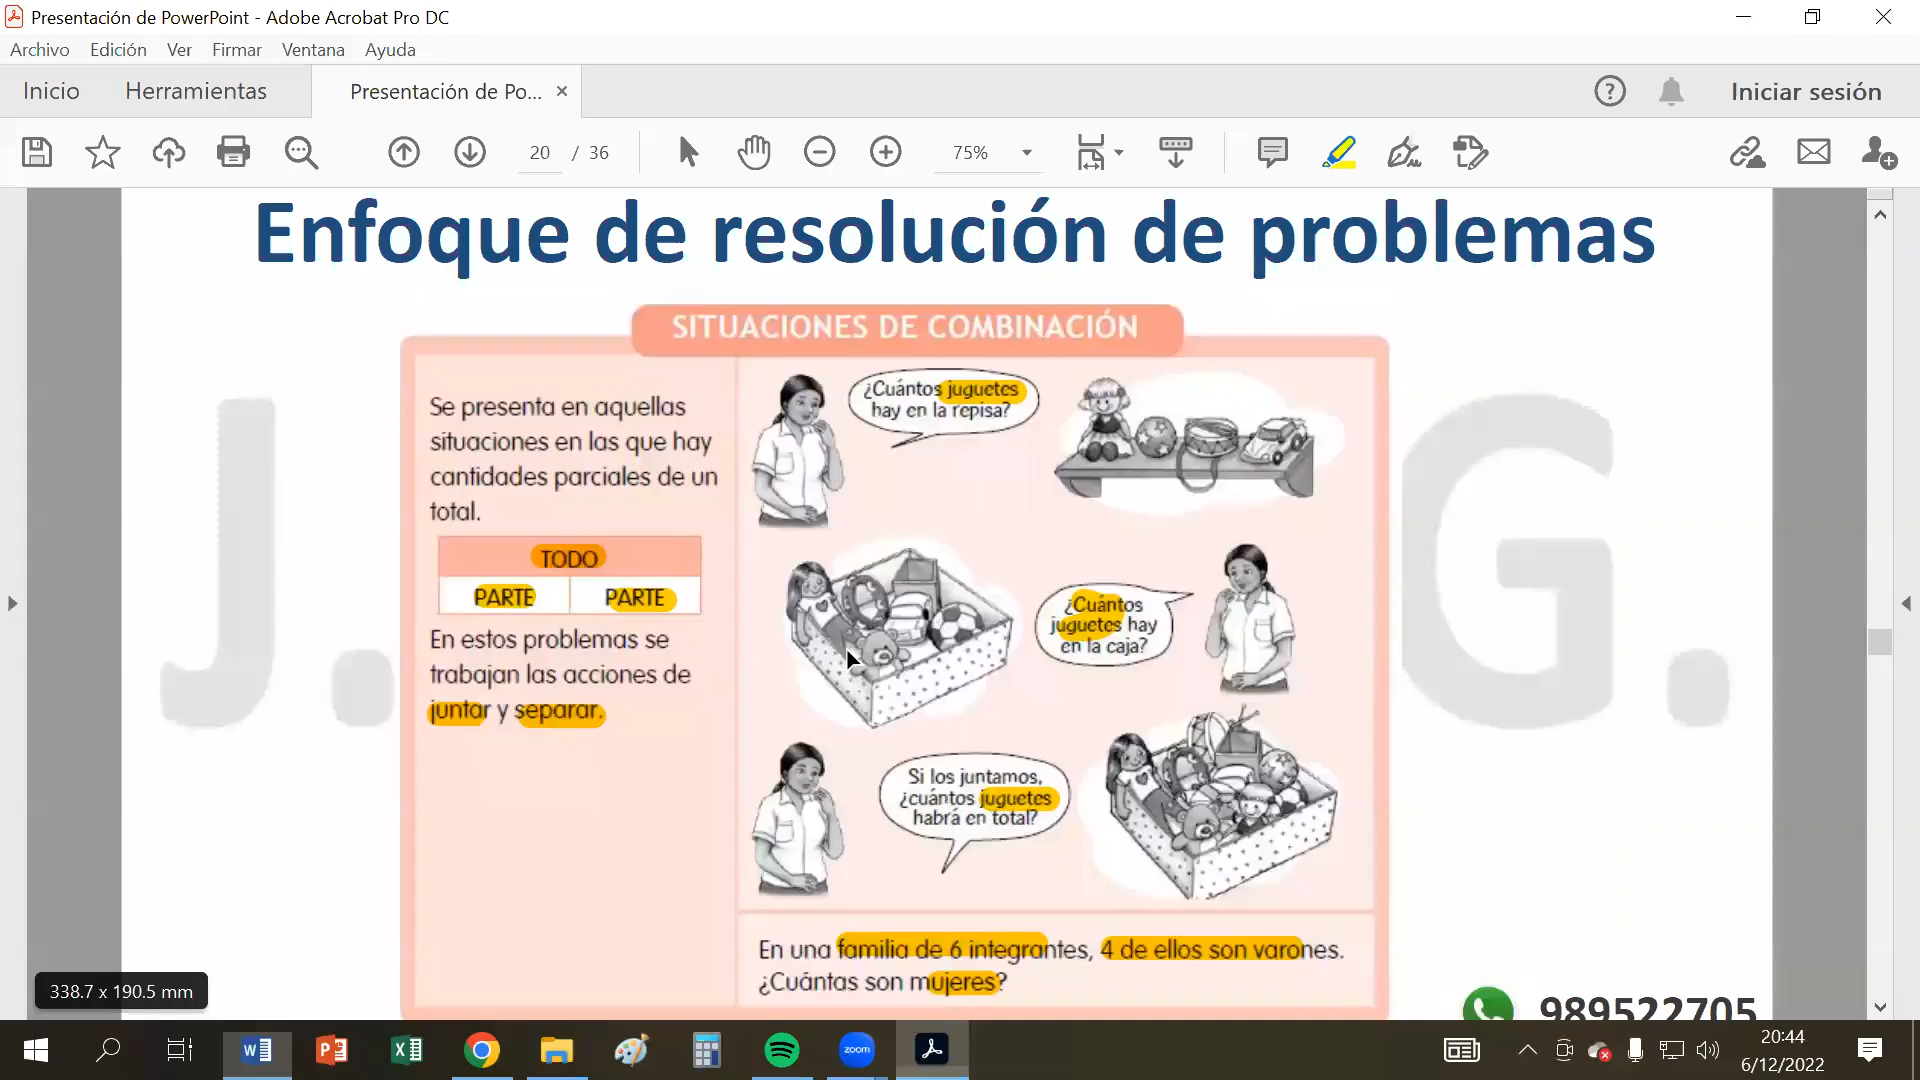 Presentación de PowerPoint - Adobe Acrobat Pro DC
Archivo Edición Ver Firmar Ventana Ayuda
Inicio Herramientas Presentación de Po... × Iniciar sesión
20 / 36 75%
Enfoque de resolución de problemas
SITUACIONES DE COMBINACIÓN
Se presenta en aquellas
situaciones en las que hay
cantidades parciales de un
total.
TODO
PARTE PARTE
En estos problemas se
trabajan las acciones de
juntar y separar.
¿Cuántos juguetes
hay en la repisa?
¿Cuántos
juguetes hay
en la caja?
Si los juntamos,
¿cuántos juguetes
habrá en total?
En una familia de 6 integrantes, 4 de ellos son varones.
¿Cuántas son mujeres?
J. G.
989522705
338.7 x 190.5 mm
zoom
20:44
6/12/2022